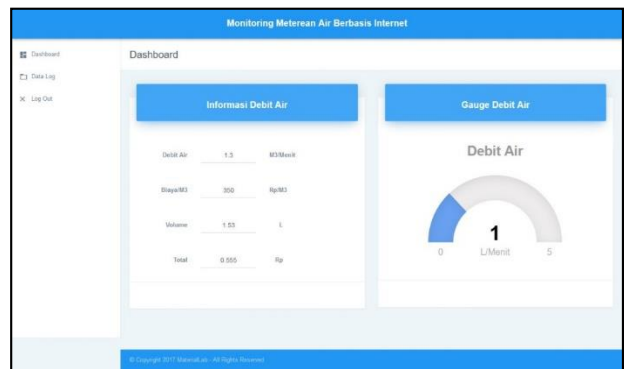 Monitoring Meterean Air Berbasis Internet
Dashboard
Data Log
Log Out
Dashboard
Informasi Debit Air
Debit Air 1.3 M3/Menit
Biaya/M3 350 Rp/M3
Volume 1.53 L
Total 0.555 Rp
Gauge Debit Air
Debit Air
1
0 L/Menit 5
© Copyright 2017 MaterialLab - All Rights Reserved